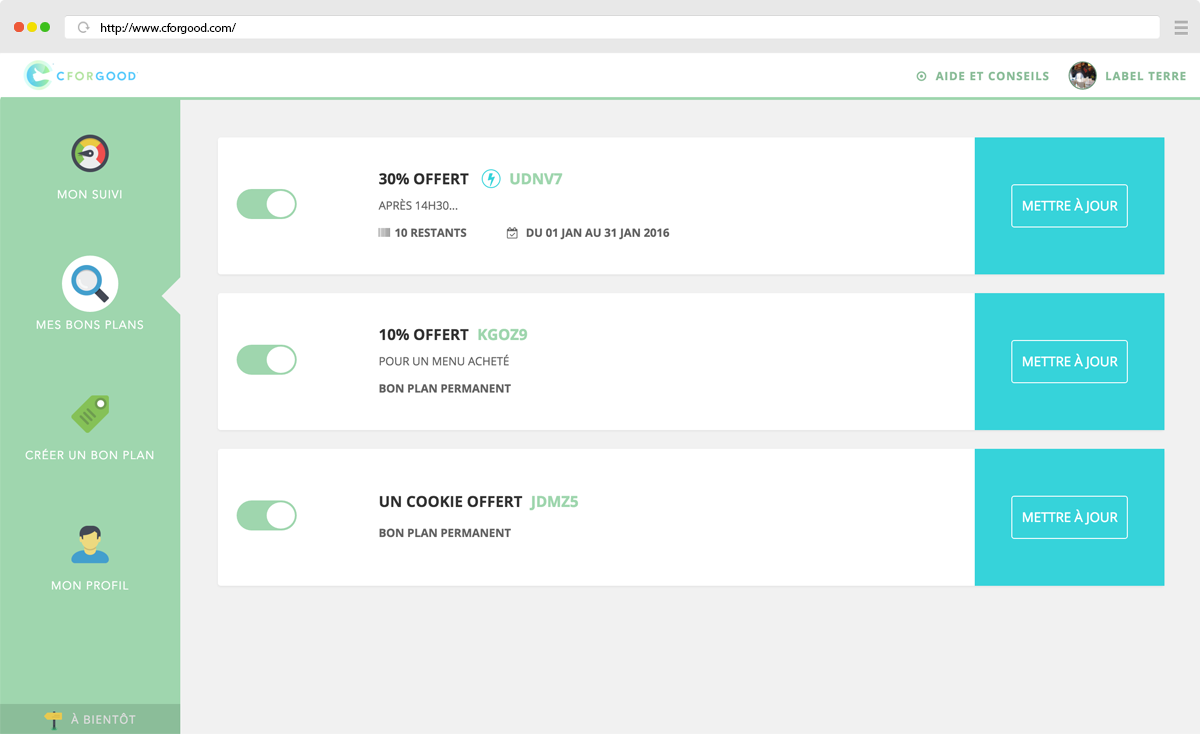 http://www.cforgood.com/
CFORGOOD
AIDE ET CONSEILS
LABEL TERRE
MON SUIVI
MES BONS PLANS
CRÉER UN BON PLAN
MON PROFIL
À BIENTÔT
30% OFFERT UDNV7
APRÈS 14H30...
10 RESTANTS DU 01 JAN AU 31 JAN 2016
METTRE À JOUR
10% OFFERT KGOZ9
POUR UN MENU ACHETÉ
BON PLAN PERMANENT
METTRE À JOUR
UN COOKIE OFFERT JDMZ5
BON PLAN PERMANENT
METTRE À JOUR